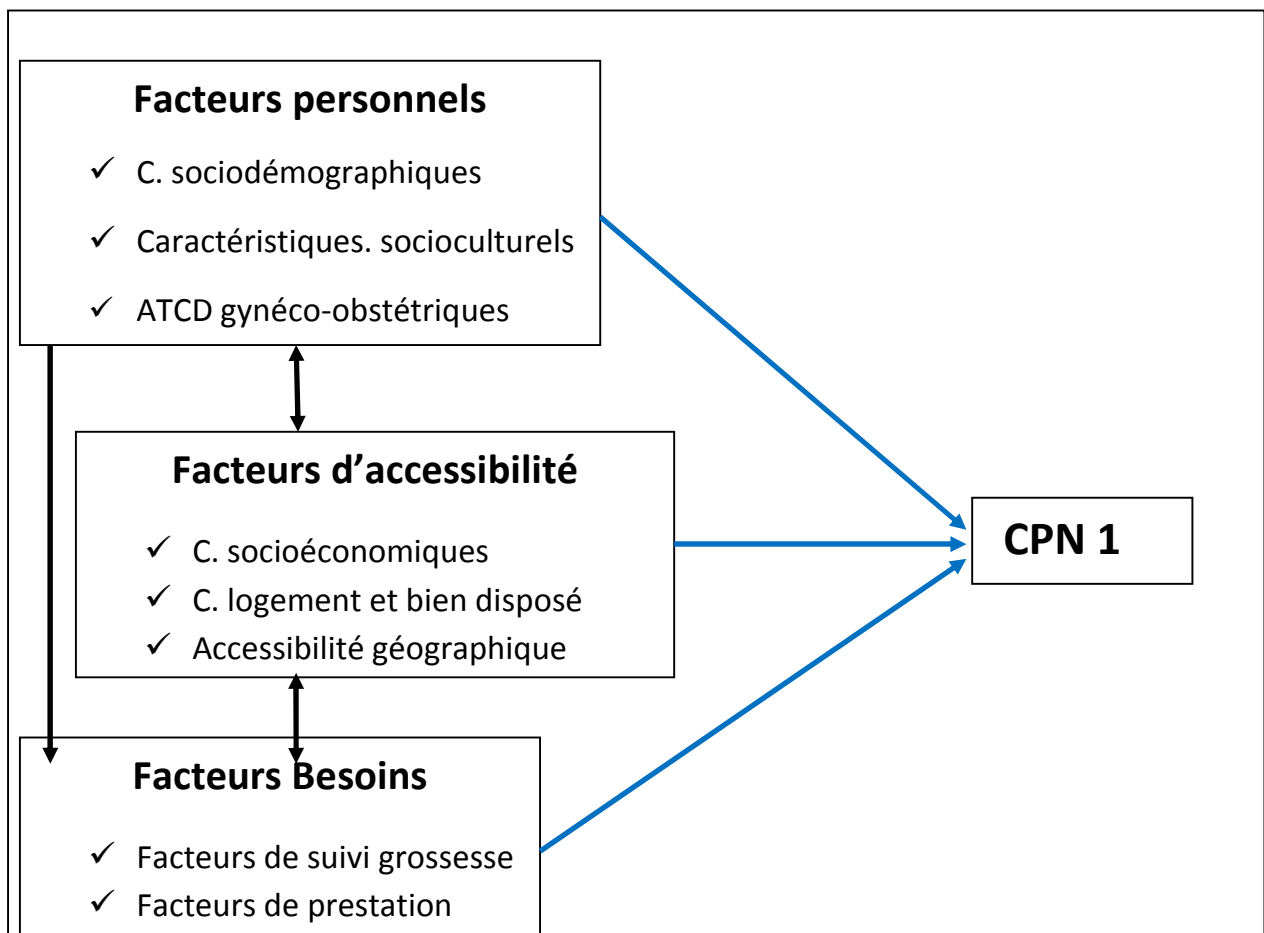 Facteurs personnels
✓ C. sociodémographiques
✓ Caractéristiques. socioculturels
✓ ATCD gynéco-obstétriques
Facteurs d’accessibilité
✓ C. socioéconomiques
✓ C. logement et bien disposé
✓ Accessibilité géographique
CPN 1
Facteurs Besoins
✓ Facteurs de suivi grossesse
✓ Facteurs de prestation